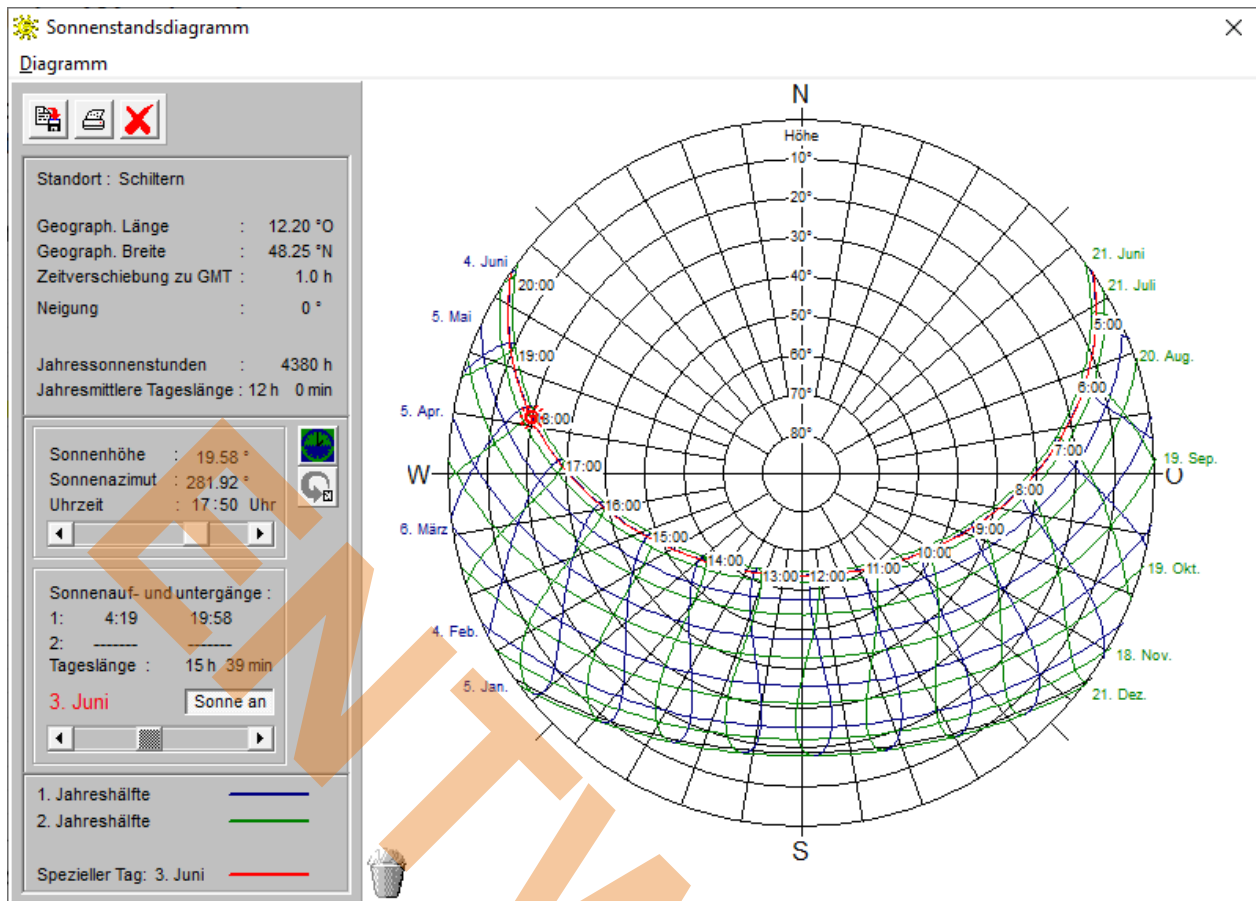 Sonnenstandsdiagramm
Diagramm
Standort : Schiltern
Geograph. Länge : 12.20 °O
Geograph. Breite : 48.25 °N
Zeitverschiebung zu GMT : 1.0 h
Neigung : 0 °
Jahressonnenstunden : 4380 h
Jahresmittlere Tageslänge : 12 h 0 min
Sonnenhöhe : 19.58 °
Sonnenazimut : 281.92 °
Uhrzeit : 17:50 Uhr
Sonnenauf- und untergänge :
1: 4:19 19:58
2: ------- -------
Tageslänge : 15 h 39 min
3. Juni Sonne an
1. Jahreshälfte
2. Jahreshälfte
Spezieller Tag: 3. Juni
N
Höhe
10°
20°
30°
40°
50°
60°
70°
80°
4. Juni
5. Mai
5. Apr.
W
6. März
4. Feb.
5. Jan.
21. Juni
21. Juli
20. Aug.
19. Sep.
O
19. Okt.
18. Nov.
21. Dez.
20:00
19:00
8:00
17:00
16:00
15:00
14:00
13:00
12:00
11:00
10:00
9:00
8:00
7:00
6:00
5:00
S
ENTW